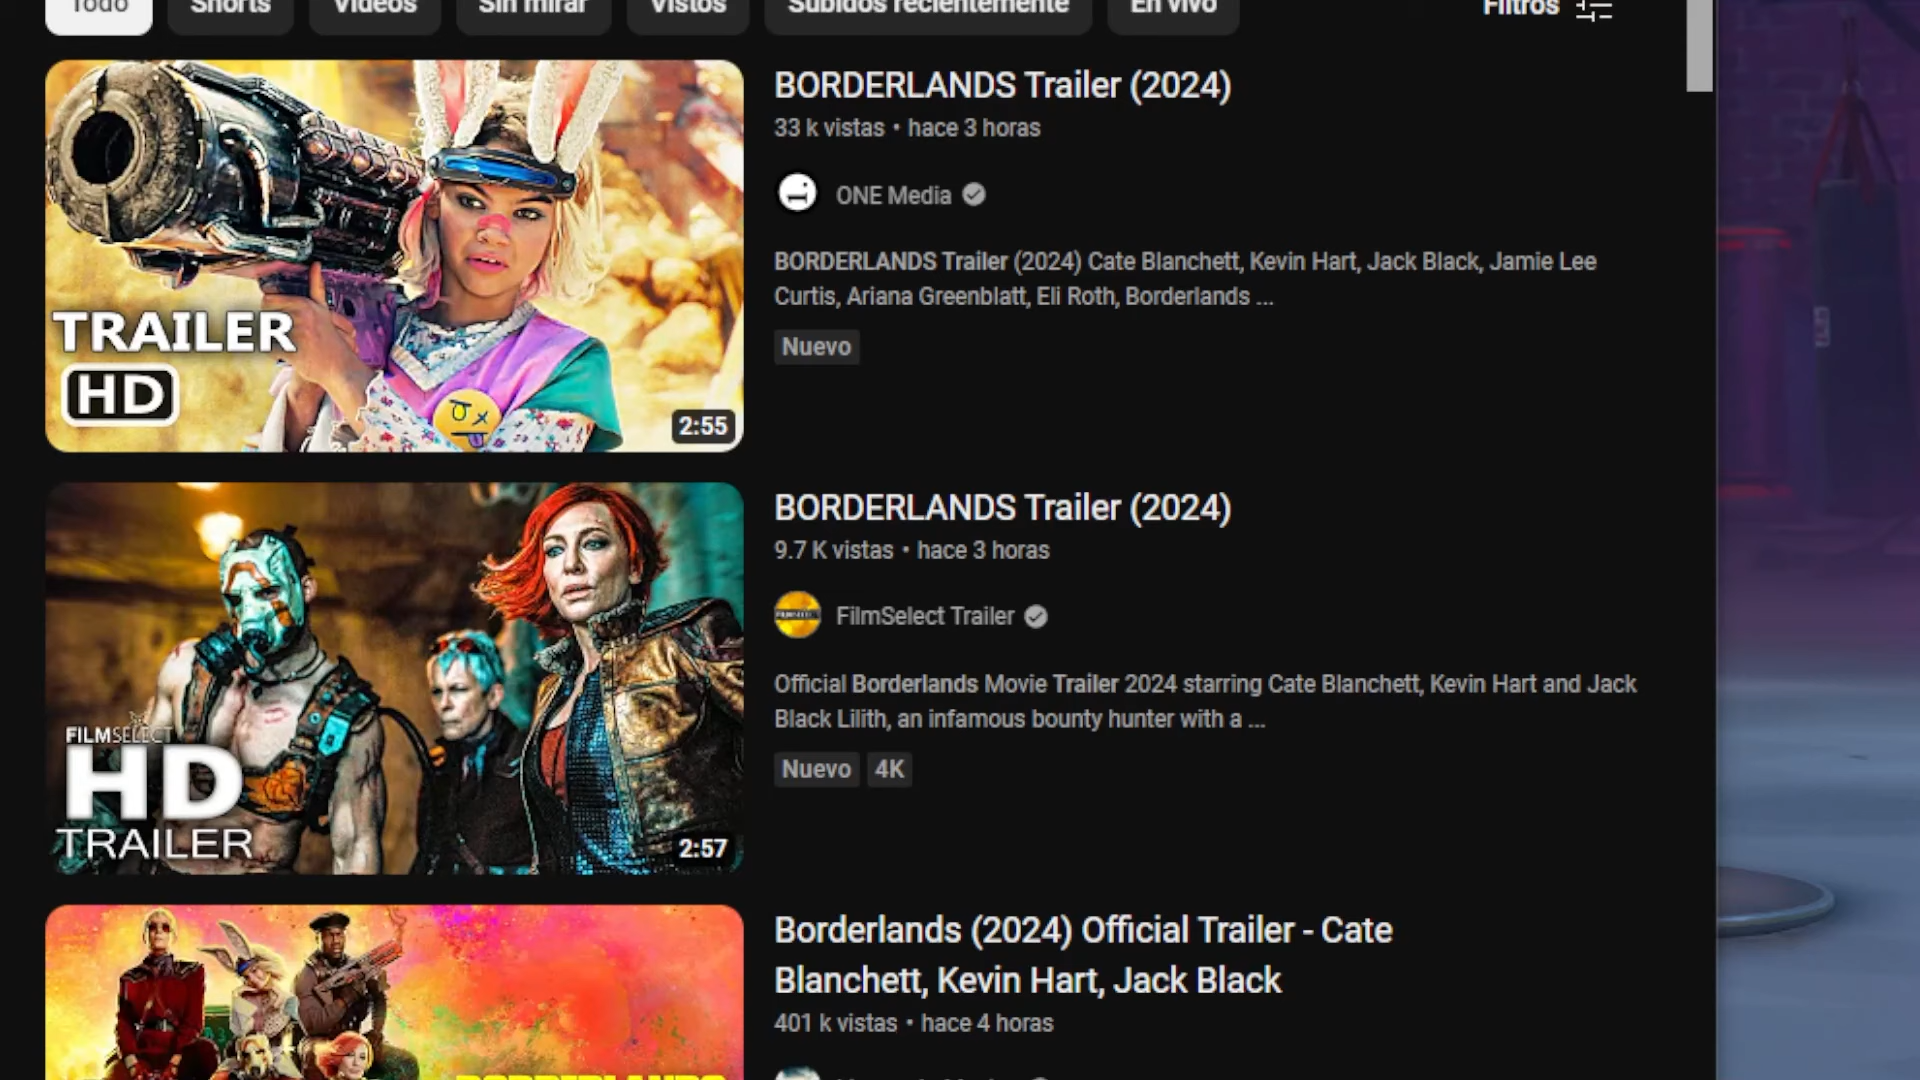 Todo
Shorts
Videos
Sin mirar
Vistos
Subidos recientemente
En vivo
Filtros
BORDERLANDS Trailer (2024)
33 k vistas • hace 3 horas
ONE Media
BORDERLANDS Trailer (2024) Cate Blanchett, Kevin Hart, Jack Black, Jamie Lee
Curtis, Ariana Greenblatt, Eli Roth, Borderlands ...
Nuevo
TRAILER
HD
2:55
BORDERLANDS Trailer (2024)
9.7 K vistas • hace 3 horas
FilmSelect Trailer
Official Borderlands Movie Trailer 2024 starring Cate Blanchett, Kevin Hart and Jack
Black Lilith, an infamous bounty hunter with a ...
Nuevo
4K
FILMSELECT
HD
TRAILER
2:57
Borderlands (2024) Official Trailer - Cate
Blanchett, Kevin Hart, Jack Black
401 k vistas • hace 4 horas
BORDERLANDS